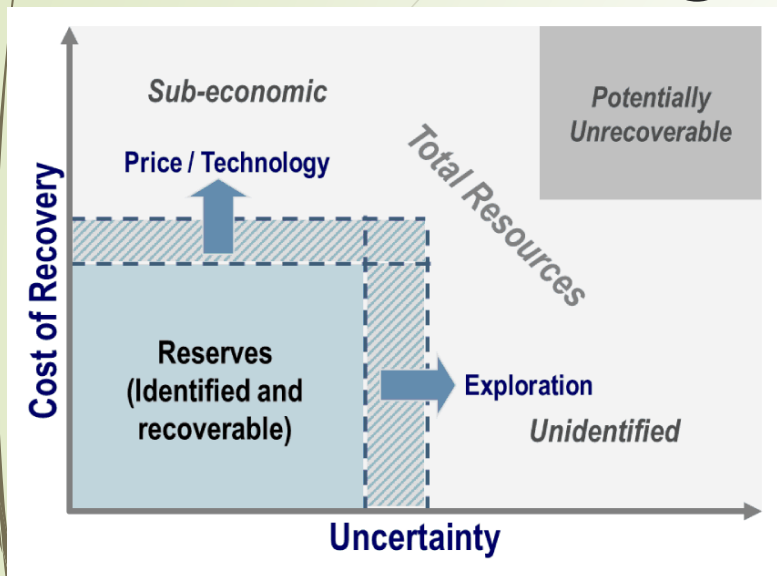 Sub-economic
Potentially
Unrecoverable
Price / Technology
Total Resources
Cost of Recovery
Reserves
(Identified and
recoverable)
Exploration
Unidentified
Uncertainty